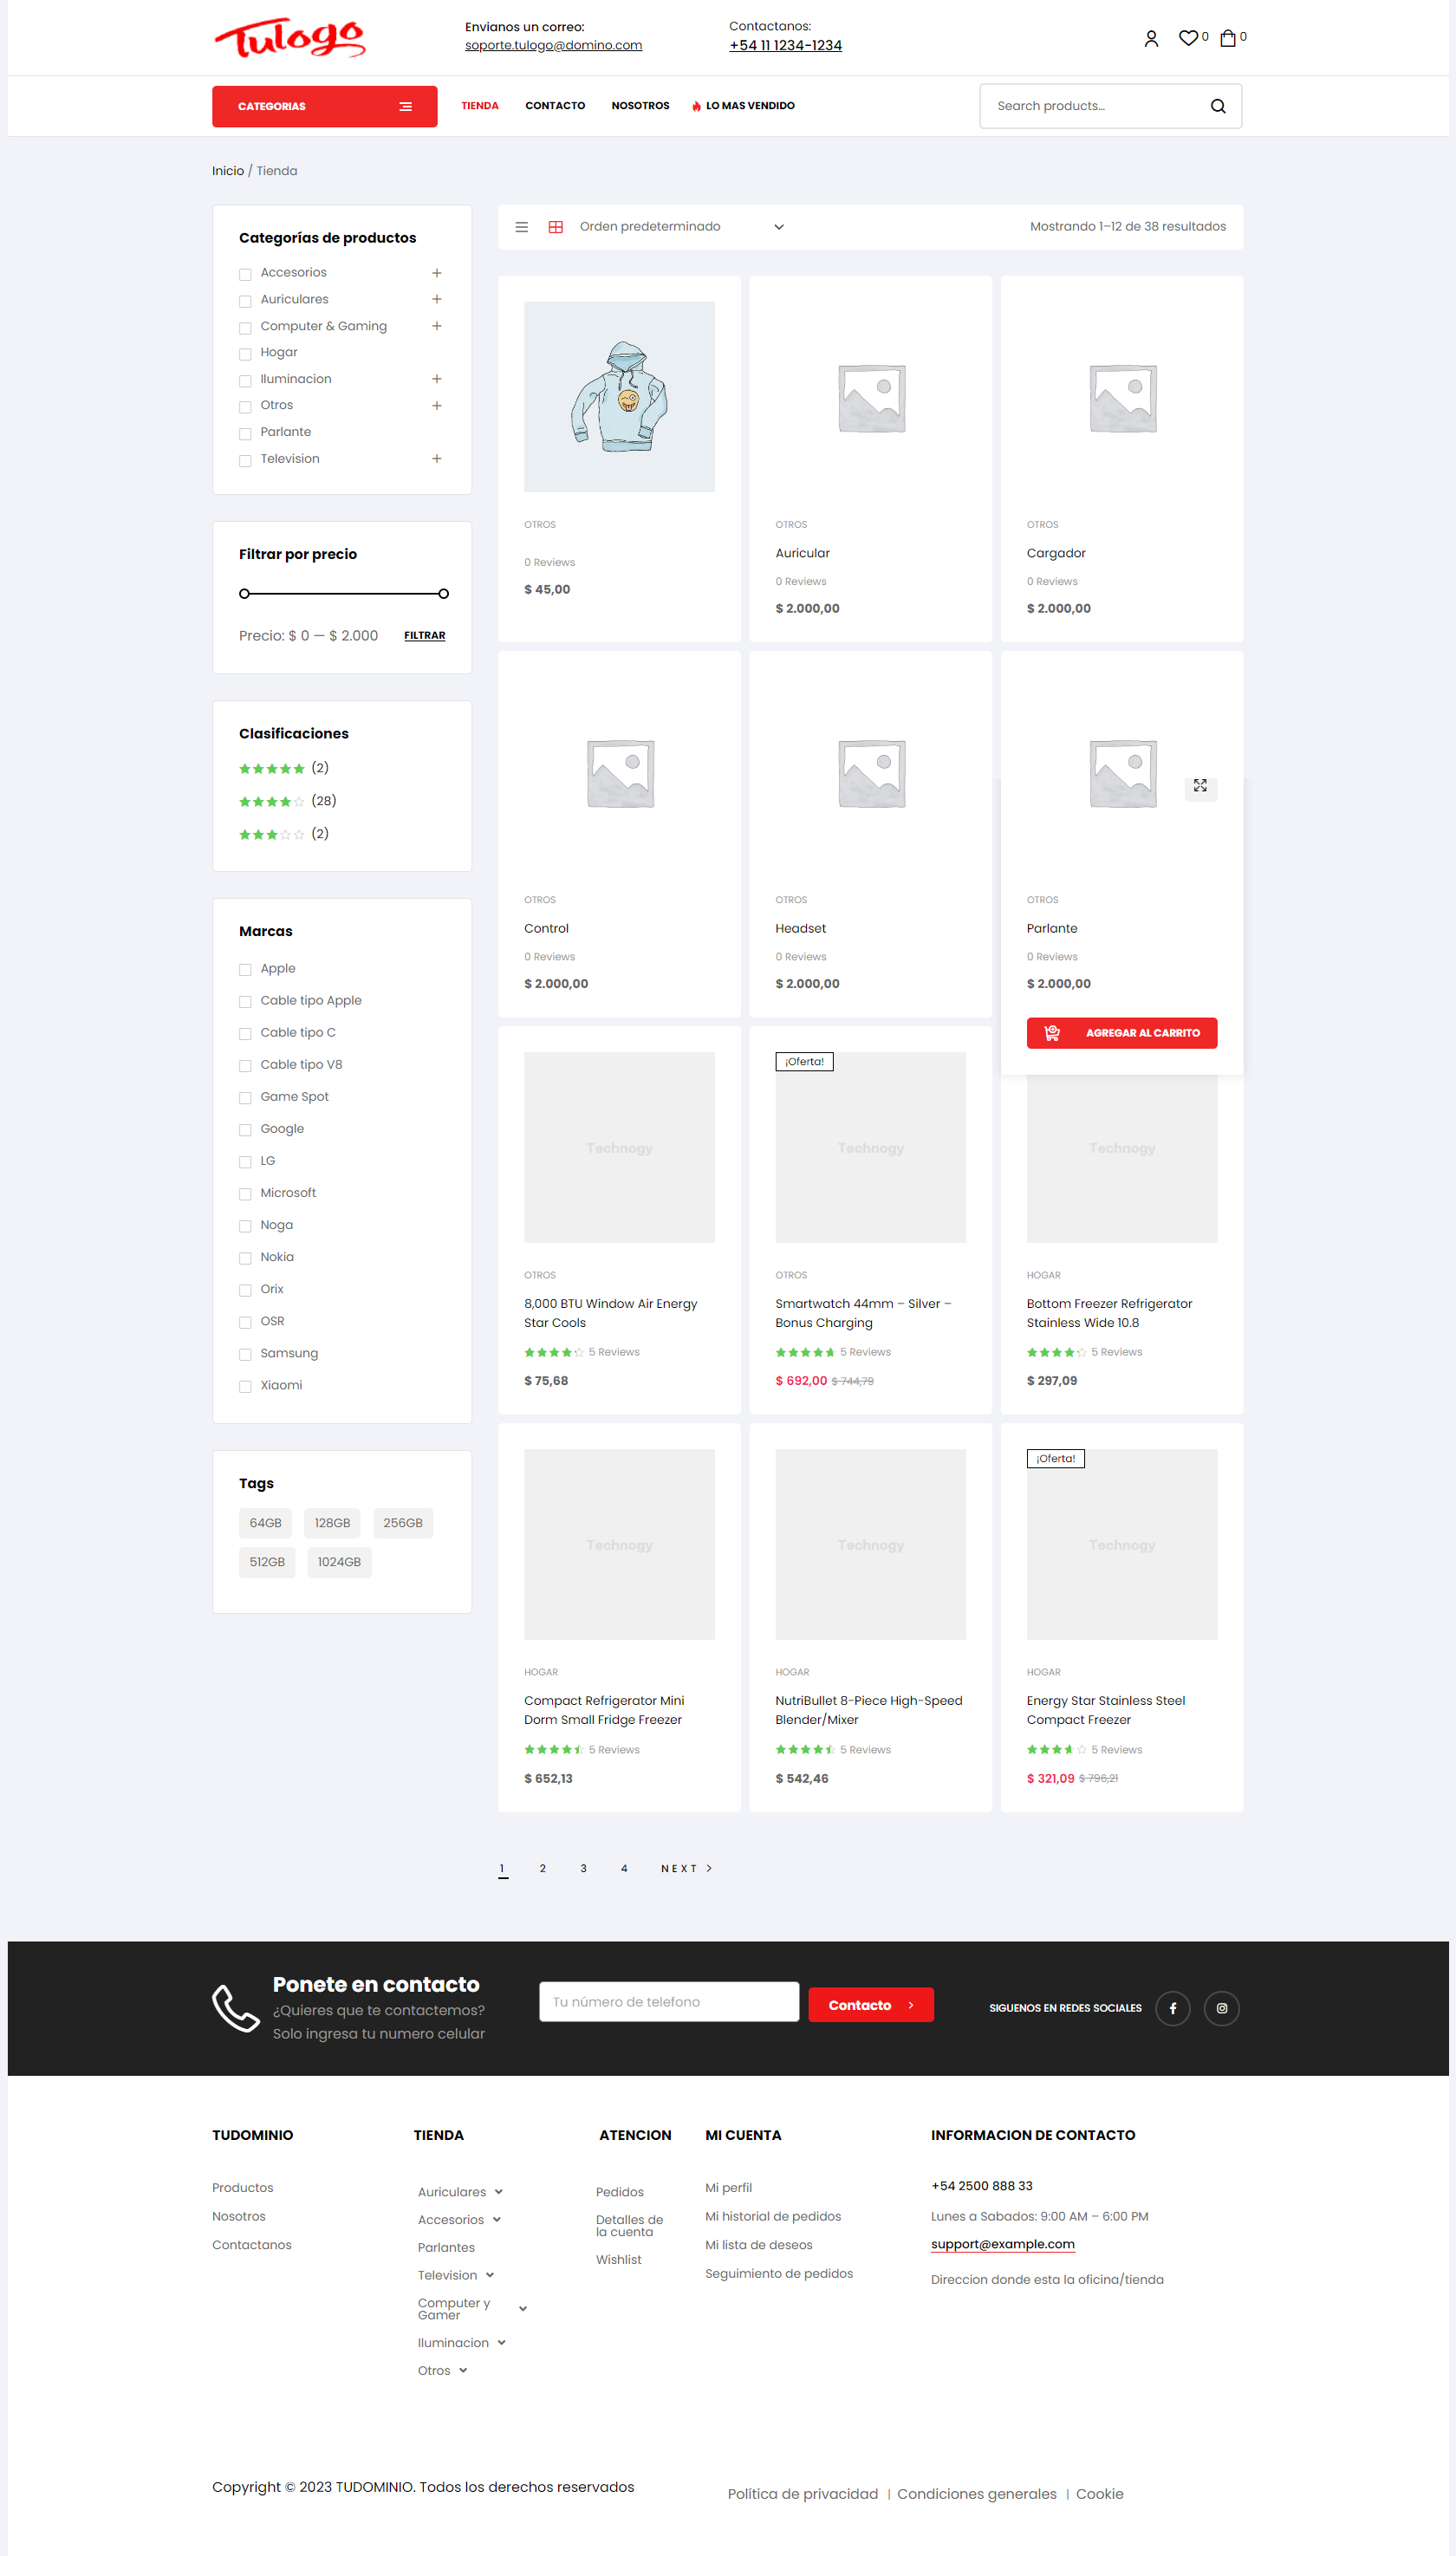 Tulogo
Envianos un correo:
soporte.tulogo@domino.com
Contactanos:
+54 11 1234-1234
0
0
CATEGORIAS
TIENDA
CONTACTO
NOSOTROS
LO MAS VENDIDO
Search products...
Inicio / Tienda
Categorías de productos
Accesorios
Auriculares
Computer & Gaming
Hogar
Iluminacion
Otros
Parlante
Television
Filtrar por precio
Precio: $ 0 — $ 2.000
FILTRAR
Clasificaciones
(2)
(28)
(2)
Marcas
Apple
Cable tipo Apple
Cable tipo C
Cable tipo V8
Game Spot
Google
LG
Microsoft
Noga
Nokia
Orix
OSR
Samsung
Xiaomi
Tags
64GB
128GB
256GB
512GB
1024GB
Orden predeterminado
Mostrando 1–12 de 38 resultados
OTROS
0 Reviews
$ 45,00
OTROS
Auricular
0 Reviews
$ 2.000,00
OTROS
Cargador
0 Reviews
$ 2.000,00
OTROS
Control
0 Reviews
$ 2.000,00
OTROS
Headset
0 Reviews
$ 2.000,00
OTROS
Parlante
0 Reviews
$ 2.000,00
AGREGAR AL CARRITO
Technogy
OTROS
8,000 BTU Window Air Energy
Star Cools
5 Reviews
$ 75,68
¡Oferta!
Technogy
OTROS
Smartwatch 44mm – Silver –
Bonus Charging
5 Reviews
$ 692,00 $ 744,79
Technogy
HOGAR
Bottom Freezer Refrigerator
Stainless Wide 10.8
5 Reviews
$ 297,09
Technogy
HOGAR
Compact Refrigerator Mini
Dorm Small Fridge Freezer
5 Reviews
$ 652,13
Technogy
HOGAR
NutriBullet 8-Piece High-Speed
Blender/Mixer
5 Reviews
$ 542,46
¡Oferta!
Technogy
HOGAR
Energy Star Stainless Steel
Compact Freezer
5 Reviews
$ 321,09 $ 796,21
1
2
3
4
NEXT
Ponete en contacto
¿Quieres que te contactemos?
Solo ingresa tu numero celular
Tu número de telefono
Contacto
SIGUENOS EN REDES SOCIALES
TUDOMINIO
Productos
Nosotros
Contactanos
TIENDA
Auriculares
Accesorios
Parlantes
Television
Computer y
Gamer
Iluminacion
Otros
ATENCION
Pedidos
Detalles de
la cuenta
Wishlist
MI CUENTA
Mi perfil
Mi historial de pedidos
Mi lista de deseos
Seguimiento de pedidos
INFORMACION DE CONTACTO
+54 2500 888 33
Lunes a Sabados: 9:00 AM – 6:00 PM
support@example.com
Direccion donde esta la oficina/tienda
Copyright © 2023 TUDOMINIO. Todos los derechos reservados
Política de privacidad | Condiciones generales | Cookie